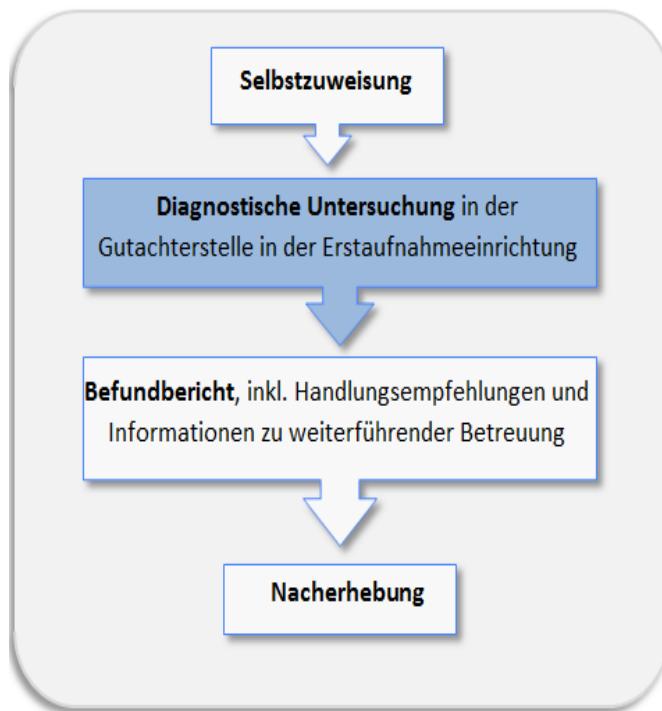 Selbstzuweisung
Diagnostische Untersuchung in der
Gutachterstelle in der Erstaufnahmeeinrichtung
Befundbericht, inkl. Handlungsempfehlungen und
Informationen zu weiterführender Betreuung
Nacherhebung